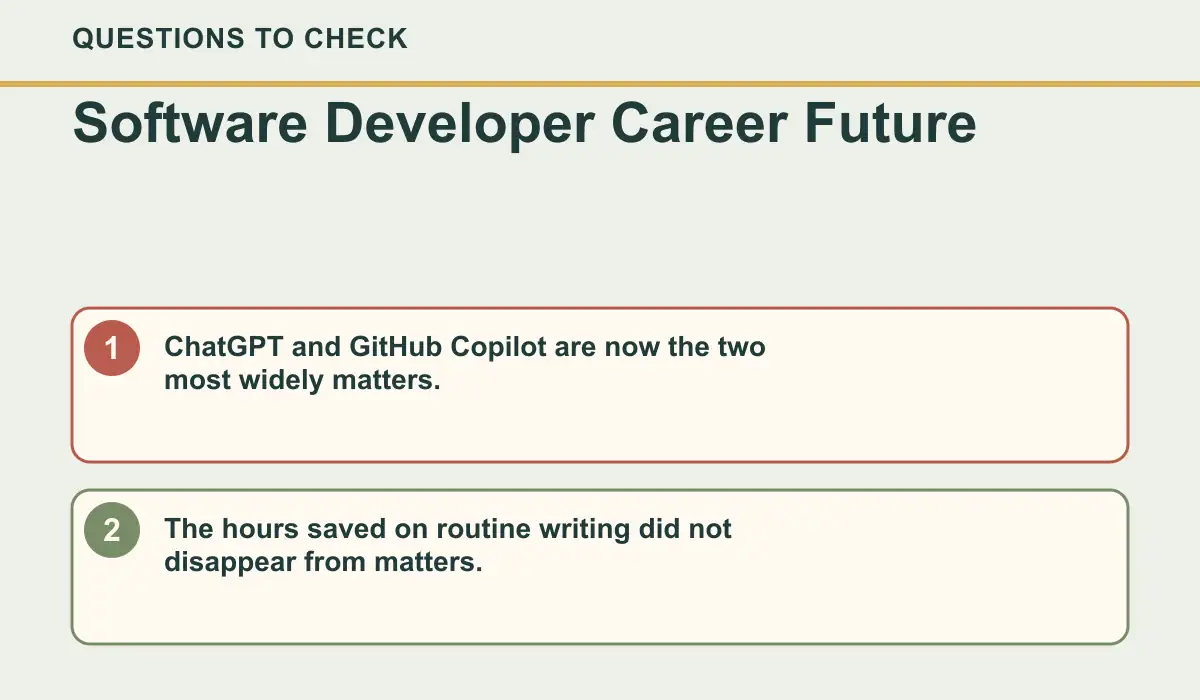 QUESTIONS TO CHECK
Software Developer Career Future
1
ChatGPT and GitHub Copilot are now the two
most widely matters.
2
The hours saved on routine writing did not
disappear from matters.